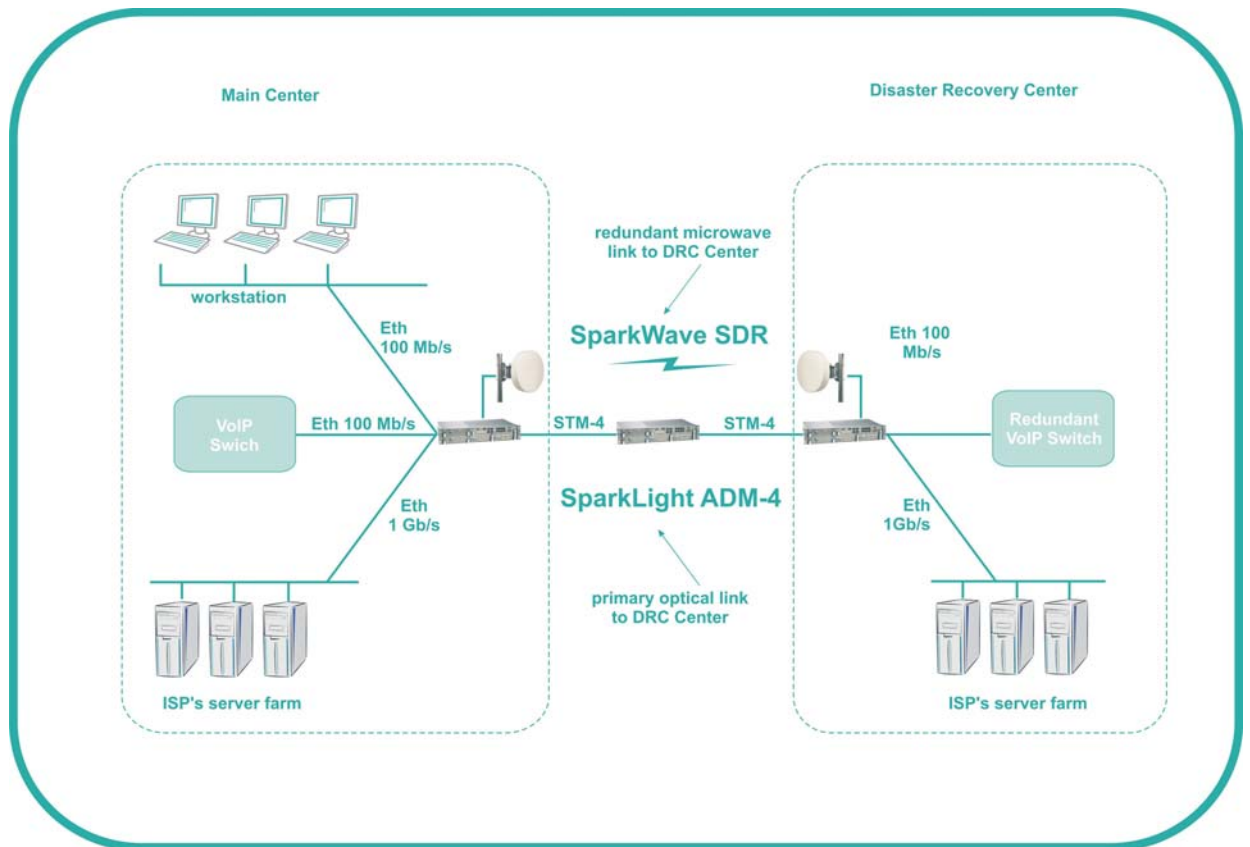 Main Center
Disaster Recovery Center
redundant microwave
link to DRC Center
workstation
SparkWave SDR
Eth
100 Mb/s
Eth 100
Mb/s
VoIP
Swich
Eth 100 Mb/s
STM-4
STM-4
Redundant
VoIP Switch
SparkLight ADM-4
Eth
1 Gb/s
Eth
1Gb/s
primary optical link
to DRC Center
ISP's server farm
ISP's server farm